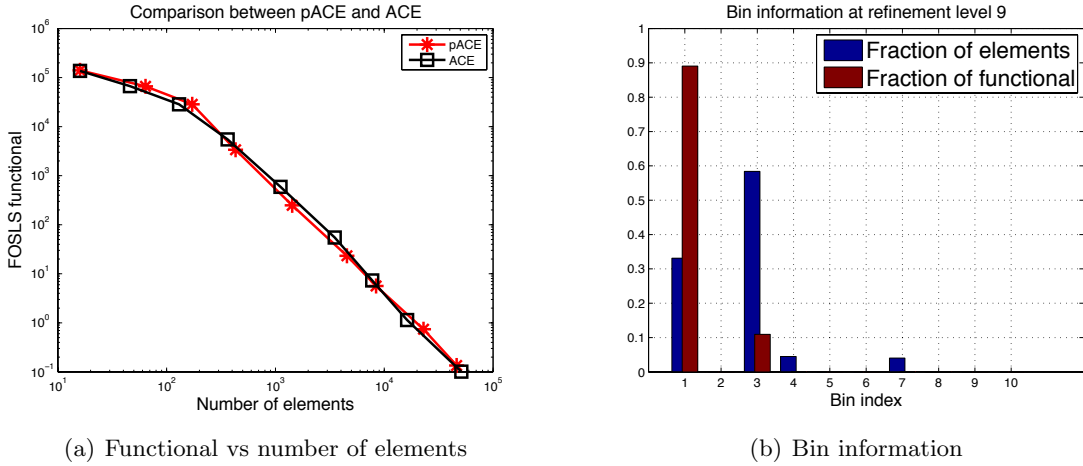 Comparison between pACE and ACE
10^6
10^5
10^4
10^3
10^2
10^1
10^0
10^−1
FOSLS functional
pACE
ACE
10^1
10^2
10^3
10^4
10^5
Number of elements
(a) Functional vs number of elements
Bin information at refinement level 9
Fraction of elements
Fraction of functional
1
0.9
0.8
0.7
0.6
0.5
0.4
0.3
0.2
0.1
0
1 2 3 4 5 6 7 8 9 10
Bin index
(b) Bin information